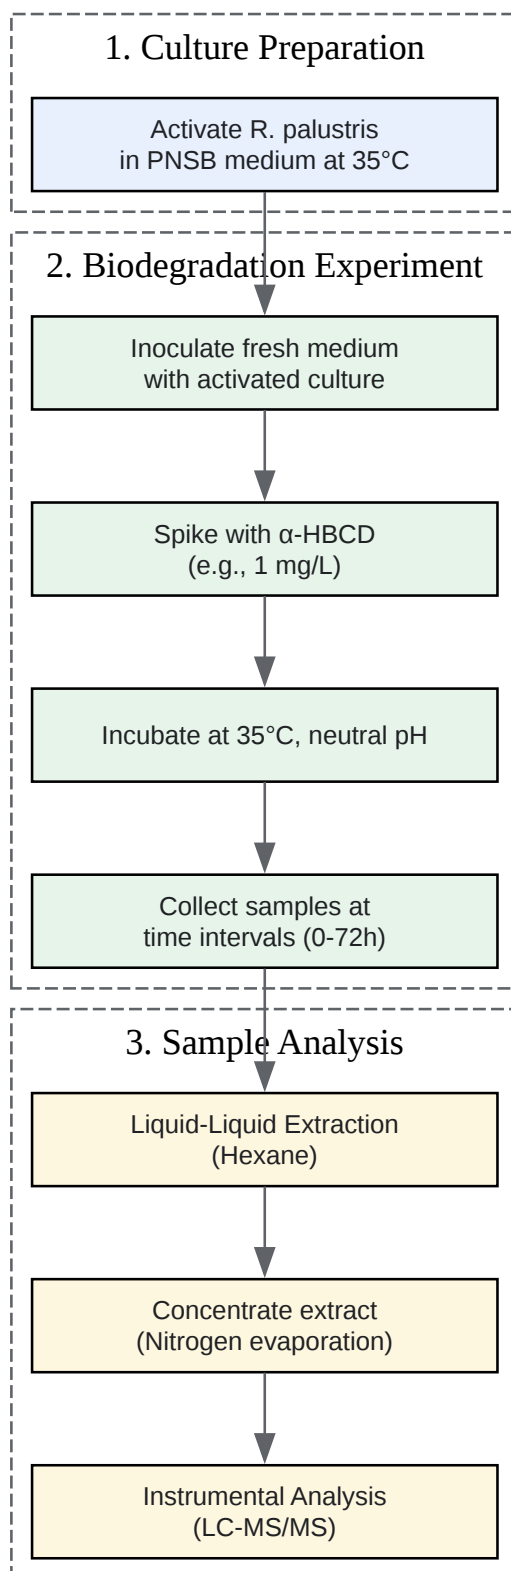 1. Culture Preparation
Activate R. palustris
in PNSB medium at 35°C
2. Biodegradation Experiment
Inoculate fresh medium
with activated culture
Spike with α-HBCD
(e.g., 1 mg/L)
Incubate at 35°C, neutral pH
Collect samples at
time intervals (0-72h)
3. Sample Analysis
Liquid-Liquid Extraction
(Hexane)
Concentrate extract
(Nitrogen evaporation)
Instrumental Analysis
(LC-MS/MS)